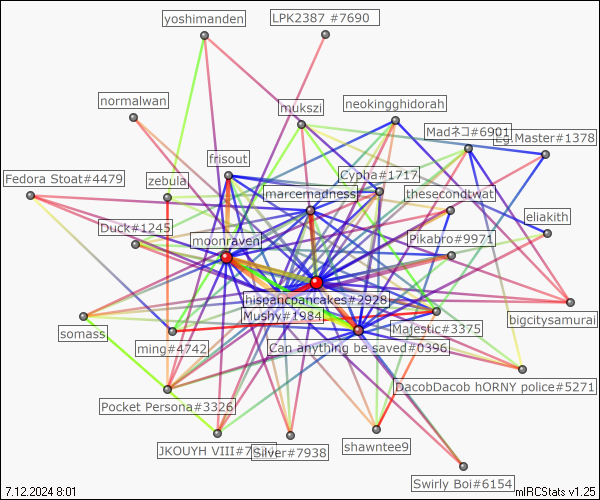 yoshimanden
LPK2387 #7690
normalwan
mukszi
neokingghidorah
Madネコ#6901
Eg.Master#1378
frisout
Cypha#1717
Fedora Stoat#4479
zebula
marcemadness
thesecondtwat
eliakith
Duck#1245
moonraven
Pikabro#9971
hispancpancakes#2928
Mushy#1984
bigcitysamurai
somass
ming#4742
Majestic#3375
Can anything be saved#0396
DacobDacob hORNY police#5271
Pocket Persona#3326
JKOUYH VIII#7
Silver#7938
shawntee9
Swirly Boi#6154
7.12.2024 8:01
mIRCStats v1.25